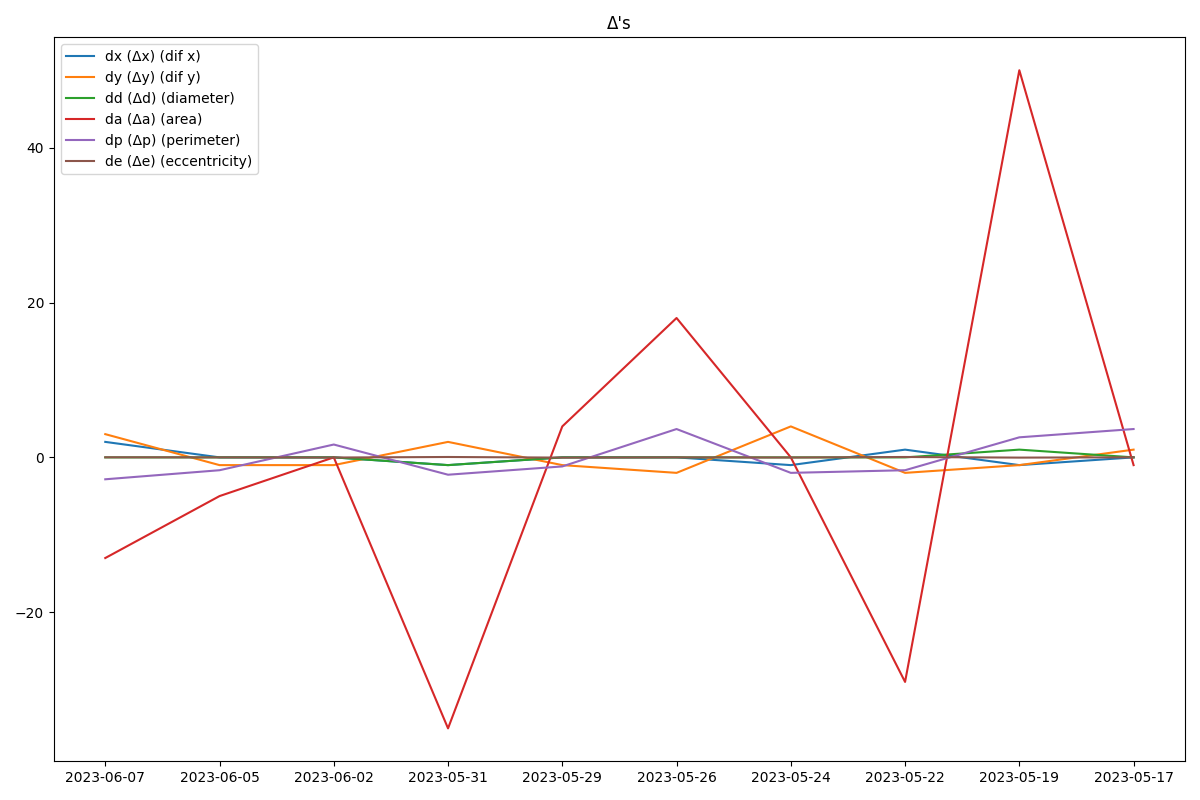 Δ's
dx (Δx) (dif x)
dy (Δy) (dif y)
dd (Δd) (diameter)
da (Δa) (area)
dp (Δp) (perimeter)
de (Δe) (eccentricity)
40
20
0
−20
2023-06-07 2023-06-05 2023-06-02 2023-05-31 2023-05-29 2023-05-26 2023-05-24 2023-05-22 2023-05-19 2023-05-17